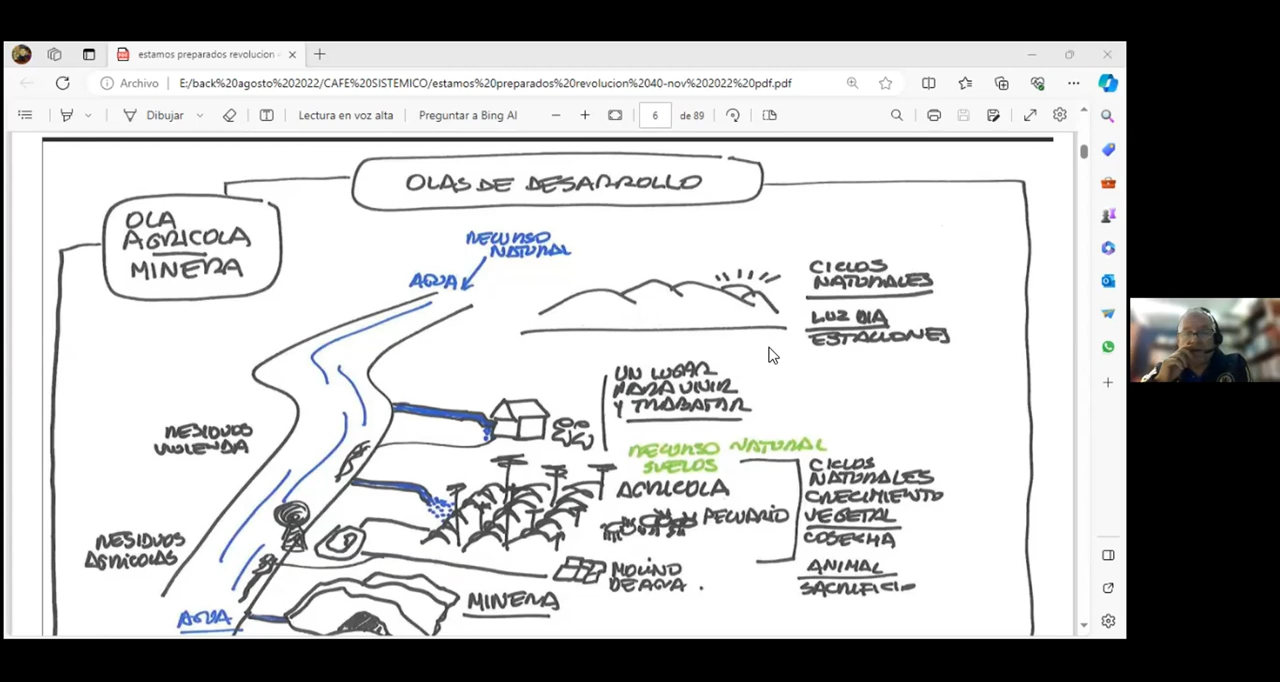 estamos preparados revolucion
Archivo
E:/back%20agosto%202022/CAFE%20SISTEMICO/estamos%20preparados%20revolucion%2040-nov%202022%20pdf.pdf
Dibujar
Lectura en voz alta
Preguntar a Bing AI
6
de 89
OLAS DE DESARROLLO
OLA
AGRICOLA
MINERA
RECURSO
NATURAL
AGUA
CICLOS
NATURALES
LUZ DIA
ESTACIONES
UN LUGAR
PARA VIVIR
Y TRABAJAR
RESIDUOS
VIVIENDA
RECURSO NATURAL
SUELOS
AGRICOLA
PECUARIO
CICLOS
NATURALES
CRECIMIENTO
VEGETAL
COSECHA
ANIMAL
SACRIFICIO
RESIDUOS
AGRICOLAS
MOLINO
DE AGUA
MINERA
AGUA